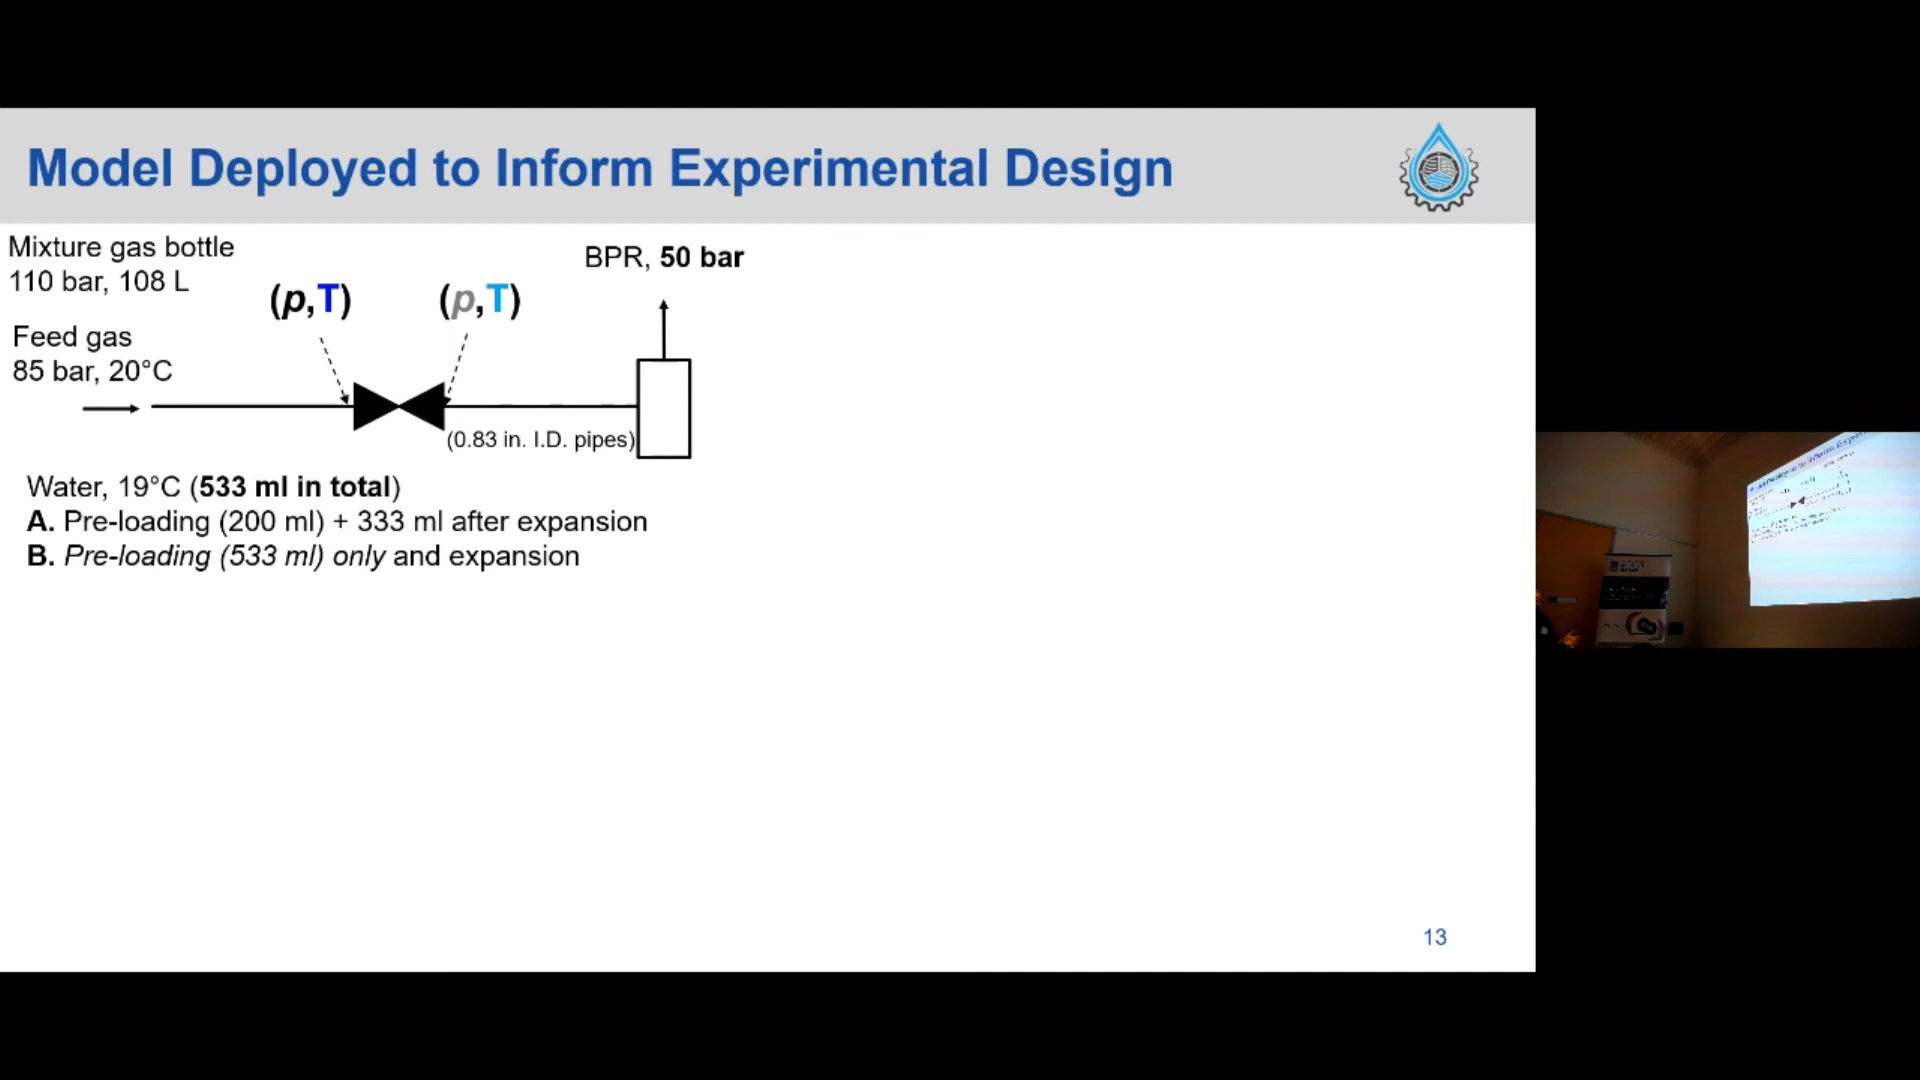 Model Deployed to Inform Experimental Design
Mixture gas bottle
110 bar, 108 L
BPR, 50 bar
(p,T)
(p,T)
Feed gas
85 bar, 20°C
(0.83 in. I.D. pipes)
Water, 19°C (533 ml in total)
A. Pre-loading (200 ml) + 333 ml after expansion
B. Pre-loading (533 ml) only and expansion
13